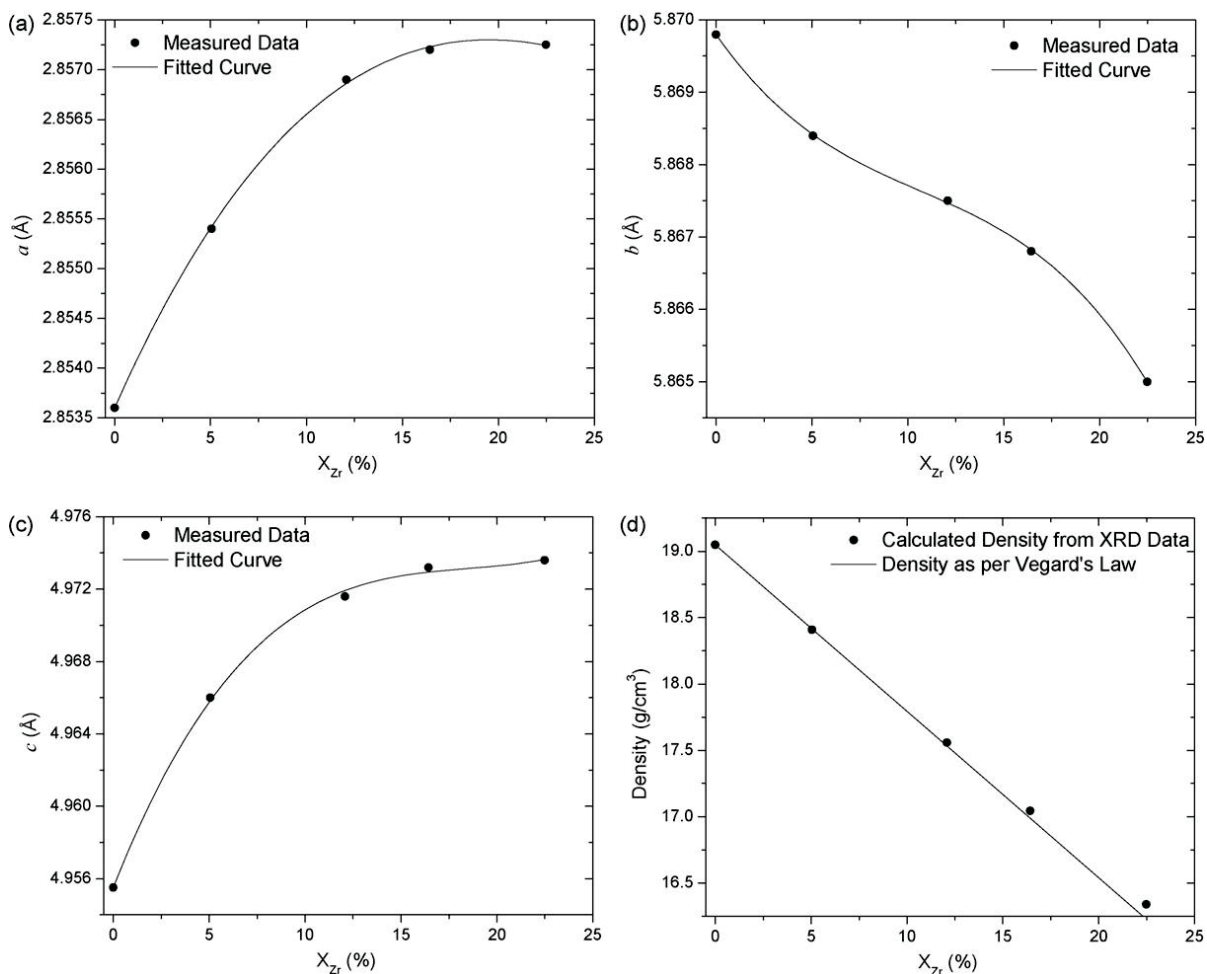 (a)
2.8575
2.8570
2.8565
2.8560
2.8555
2.8550
2.8545
2.8540
2.8535
a (Å)
Measured Data
Fitted Curve
0 5 10 15 20 25
X_Zr (%)
(b)
5.870
5.869
5.868
5.867
5.866
5.865
b (Å)
Measured Data
Fitted Curve
0 5 10 15 20 25
X_Zr (%)
(c)
4.976
4.972
4.968
4.964
4.960
4.956
c (Å)
Measured Data
Fitted Curve
0 5 10 15 20 25
X_Zr (%)
(d)
19.0
18.5
18.0
17.5
17.0
16.5
Density (g/cm³)
Calculated Density from XRD Data
Density as per Vegard's Law
0 5 10 15 20 25
X_Zr (%)